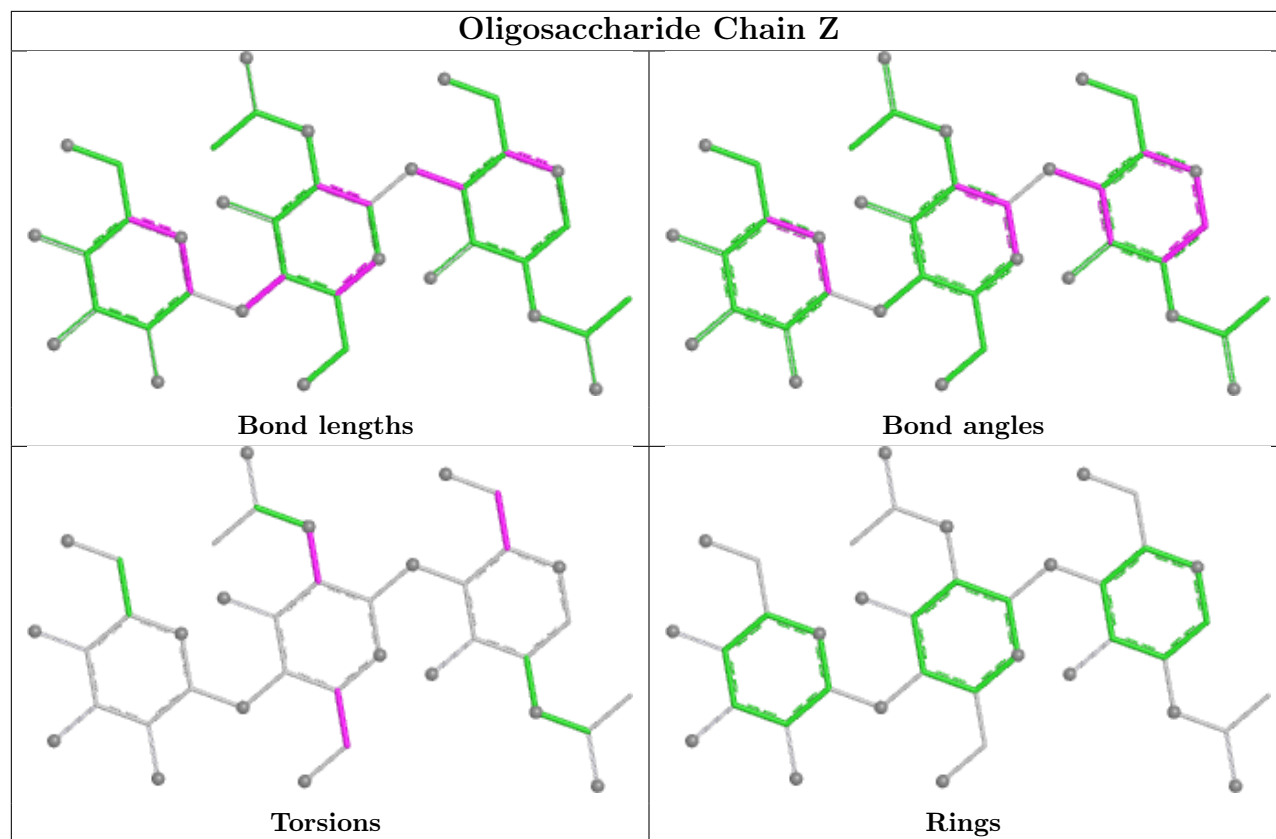 Oligosaccharide Chain Z
Bond lengths
Bond angles
Torsions
Rings